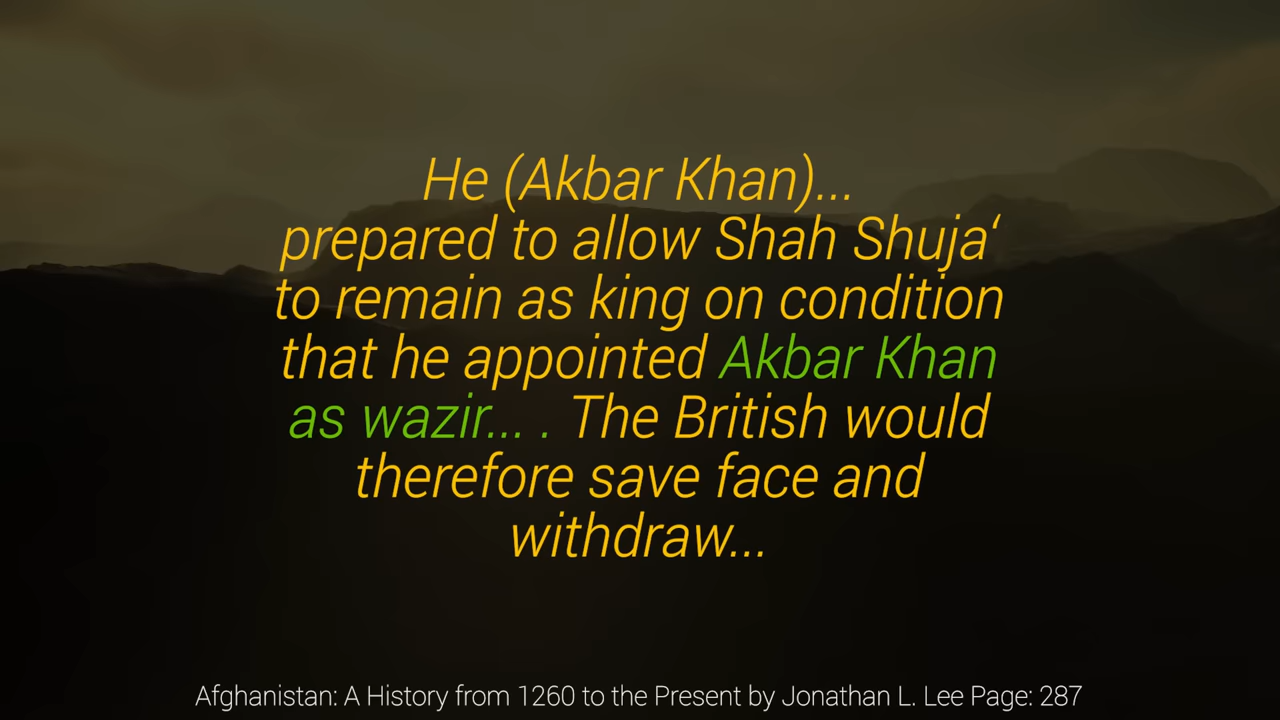 He (Akbar Khan)...
prepared to allow Shah Shuja‘
to remain as king on condition
that he appointed Akbar Khan
as wazir... . The British would
therefore save face and
withdraw...
Afghanistan: A History from 1260 to the Present by Jonathan L. Lee Page: 287